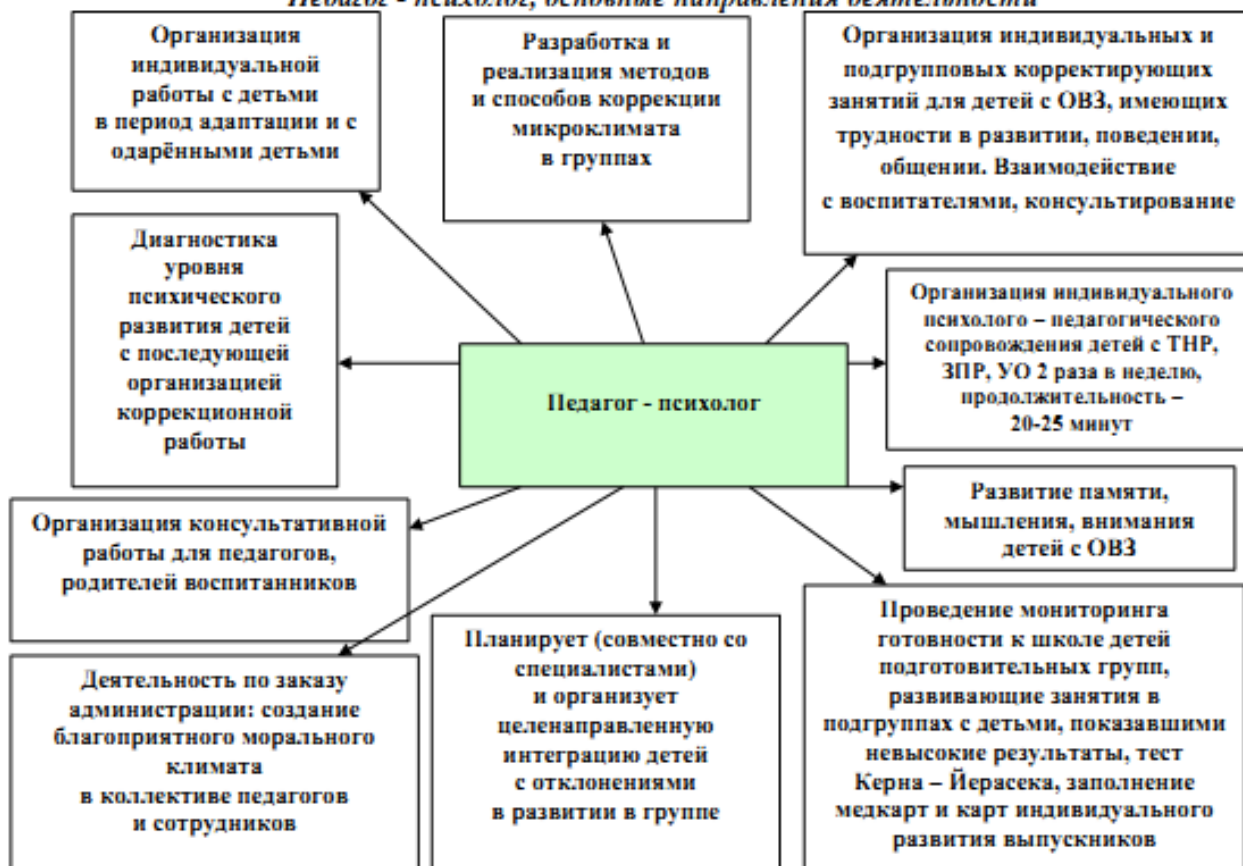 Педагог - психолог, основные направления деятельности
Организация
индивидуальной
работы с детьми
в период адаптации и с
одарёнными детьми
Разработка и
реализация методов
и способов коррекции
микроклимата
в группах
Организация индивидуальных и
подгрупповых корректирующих
занятий для детей с ОВЗ, имеющих
трудности в развитии, поведении,
общении. Взаимодействие
с воспитателями, консультирование
Диагностика
уровня
психического
развития детей
с последующей
организацией
коррекционной
работы
Педагог - психолог
Организация индивидуального
психолого – педагогического
сопровождения детей с ТНР,
ЗПР, УО 2 раза в неделю,
продолжительность –
20-25 минут
Развитие памяти,
мышления, внимания
детей с ОВЗ
Организация консультативной
работы для педагогов,
родителей воспитанников
Деятельность по заказу
администрации: создание
благоприятного морального
климата
в коллективе педагогов
и сотрудников
Планирует (совместно со
специалистами)
и организует
целенаправленную
интеграцию детей
с отклонениями
в развитии в группе
Проведение мониторинга
готовности к школе детей
подготовительных групп,
развивающие занятия в
подгруппах с детьми, показавшими
невысокие результаты, тест
Керна – Йерасека, заполнение
медкарт и карт индивидуального
развития выпускников